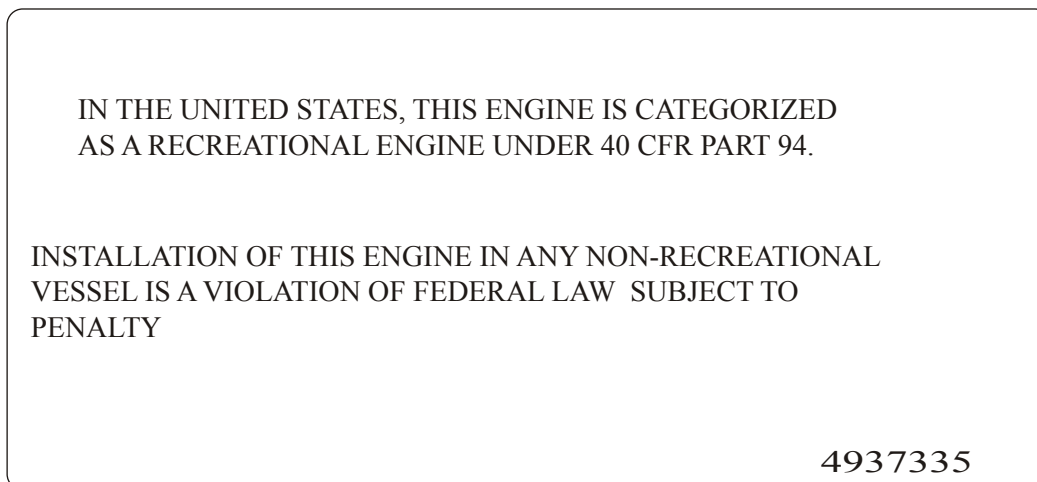 IN THE UNITED STATES, THIS ENGINE IS CATEGORIZED
AS A RECREATIONAL ENGINE UNDER 40 CFR PART 94.
INSTALLATION OF THIS ENGINE IN ANY NON-RECREATIONAL
VESSEL IS A VIOLATION OF FEDERAL LAW  SUBJECT TO
PENALTY
4937335